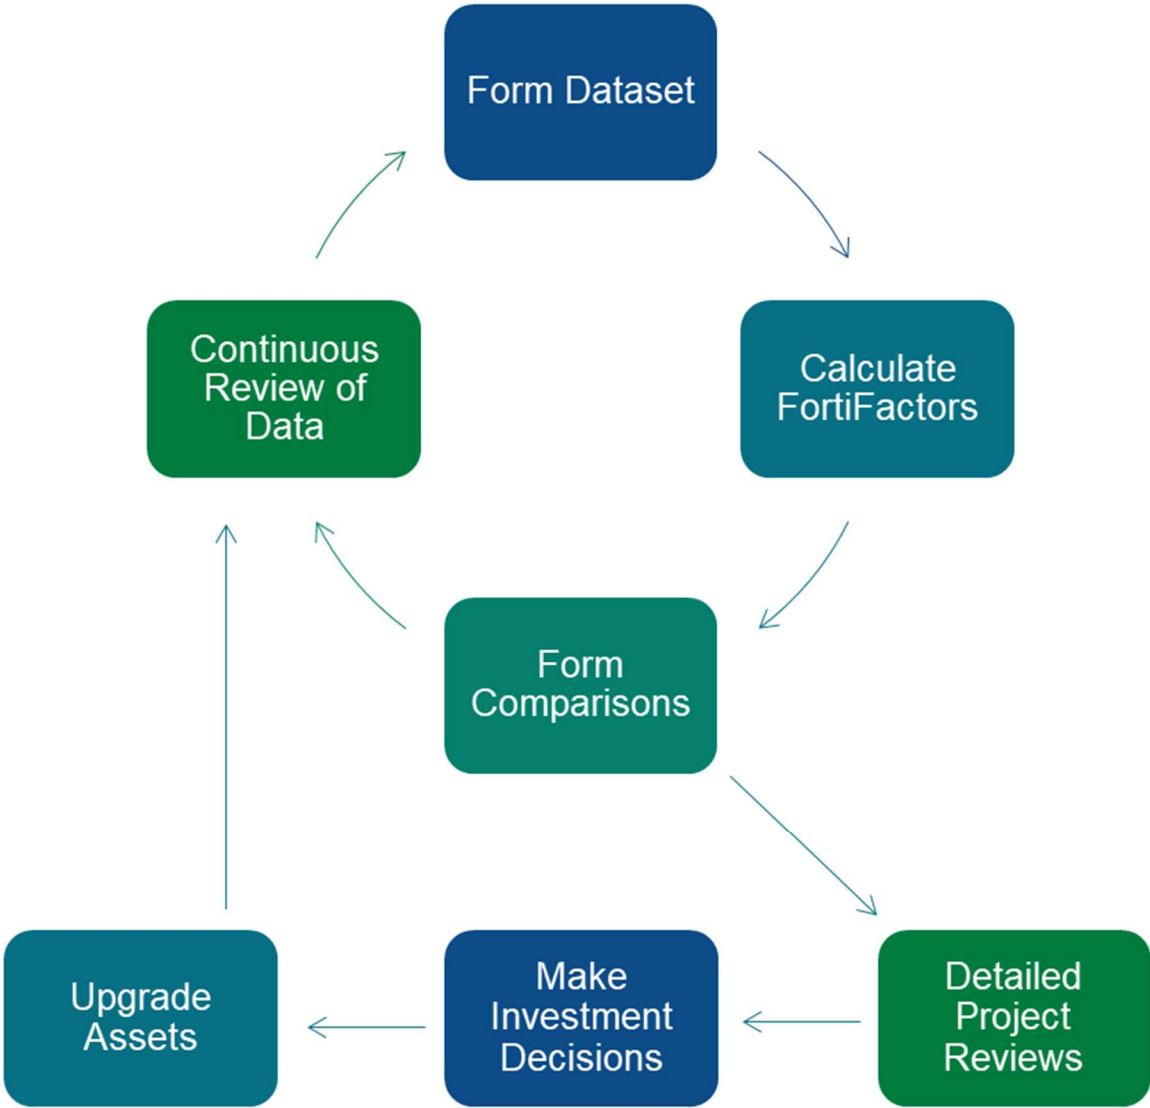 Form Dataset
Continuous
Review of
Data
Calculate
FortiFactors
Form
Comparisons
Upgrade
Assets
Make
Investment
Decisions
Detailed
Project
Reviews